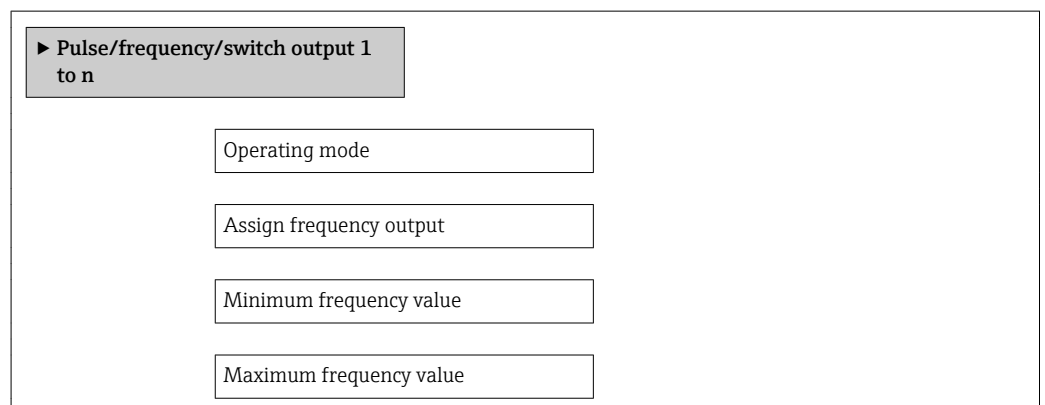 ▶ Pulse/frequency/switch output 1
to n
Operating mode
Assign frequency output
Minimum frequency value
Maximum frequency value